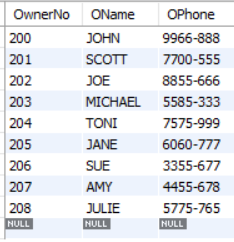 OwnerNo OName OPhone
200 JOHN 9966-888
201 SCOTT 7700-555
202 JOE 8855-666
203 MICHAEL 5585-333
204 TONI 7575-999
205 JANE 6060-777
206 SUE 3355-677
207 AMY 4455-678
208 JULIE 5775-765
NULL NULL NULL